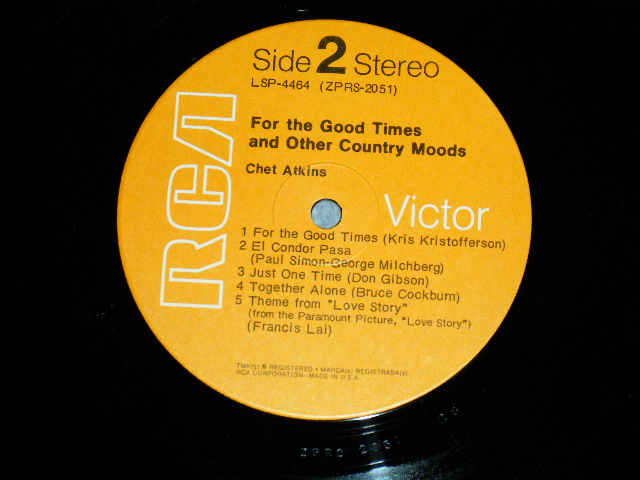 Side 2 Stereo
LSP-4464 (ZPRS-2051)
For the Good Times
and Other Country Moods
Chet Atkins
RCA
Victor
1 For the Good Times (Kris Kristofferson)
2 El Condor Pasa
(Paul Simon-George Milchberg)
3 Just One Time (Don Gibson)
4 Together Alone (Bruce Cockburn)
5 Theme from "Love Story"
(from the Paramount Picture, "Love Story")
(Francis Lai)
TMK(s) ® REGISTERED • MARCA(s) REGISTRADA(s)
RCA CORPORATION-MADE IN U.S.A.
ZPRS 2051